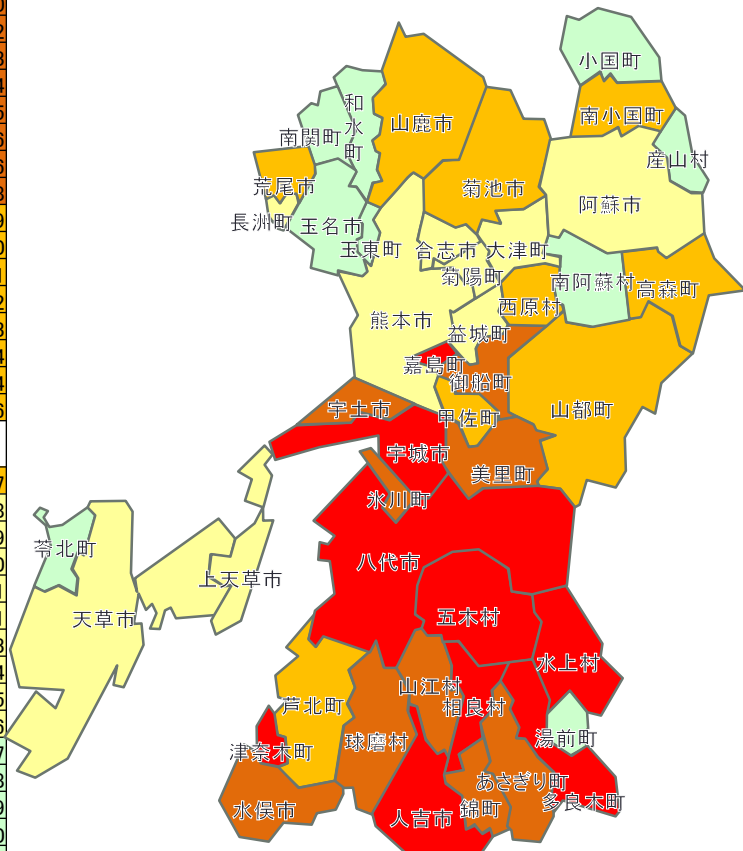 小国町
南小国町
和水町
山鹿市
南関町
産山村
荒尾市
菊池市
阿蘇市
長洲町
玉名市
玉東町
合志市
大津町
菊陽町
南阿蘇村
高森町
西原村
熊本市
益城町
嘉島町
御船町
宇土市
甲佐町
山都町
宇城市
美里町
氷川町
苓北町
八代市
上天草市
天草市
五木村
水上村
山江村
芦北町
相良村
湯前町
球磨村
津奈木町
あさぎり町
多良木町
水俣市
錦町
人吉市